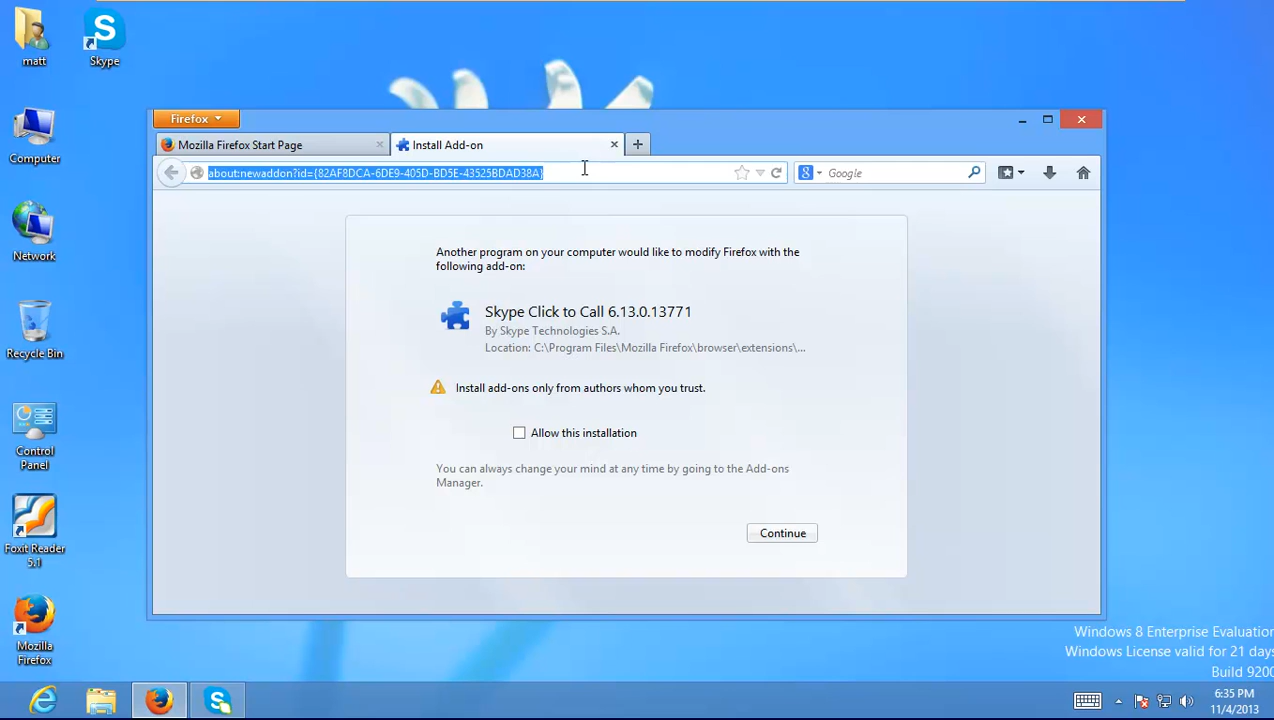 matt
Skype
Computer
Network
Recycle Bin
Control
Panel
Foxit Reader
5.1
Mozilla
Firefox
Firefox
Mozilla Firefox Start Page
Install Add-on
about:newaddon?id={82AF8DCA-6DE9-405D-BD5E-43525BDAD38A}
Google
Another program on your computer would like to modify Firefox with the
following add-on:
Skype Click to Call 6.13.0.13771
By Skype Technologies S.A.
Location: C:\Program Files\Mozilla Firefox\browser\extensions\...
Install add-ons only from authors whom you trust.
Allow this installation
You can always change your mind at any time by going to the Add-ons
Manager.
Continue
Windows 8 Enterprise Evaluation
Windows License valid for 21 days
Build 9200
6:35 PM
11/4/2013